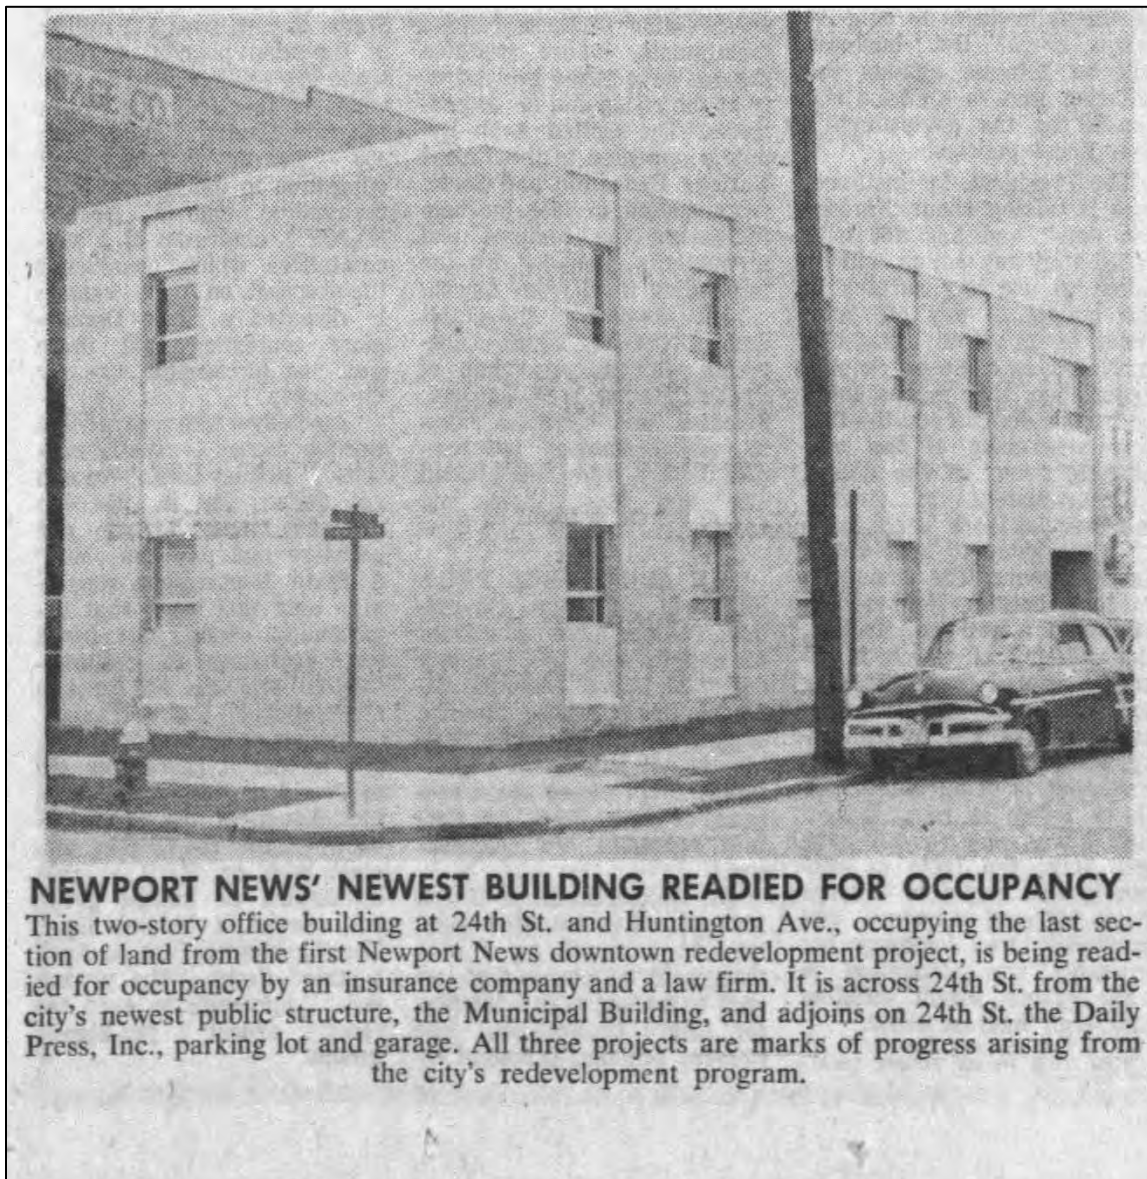 CO
NEWPORT NEWS' NEWEST BUILDING READIED FOR OCCUPANCY
This two-story office building at 24th St. and Huntington Ave., occupying the last sec-
tion of land from the first Newport News downtown redevelopment project, is being read-
ied for occupancy by an insurance company and a law firm. It is across 24th St. from the
city's newest public structure, the Municipal Building, and adjoins on 24th St. the Daily
Press, Inc., parking lot and garage. All three projects are marks of progress arising from
the city's redevelopment program.